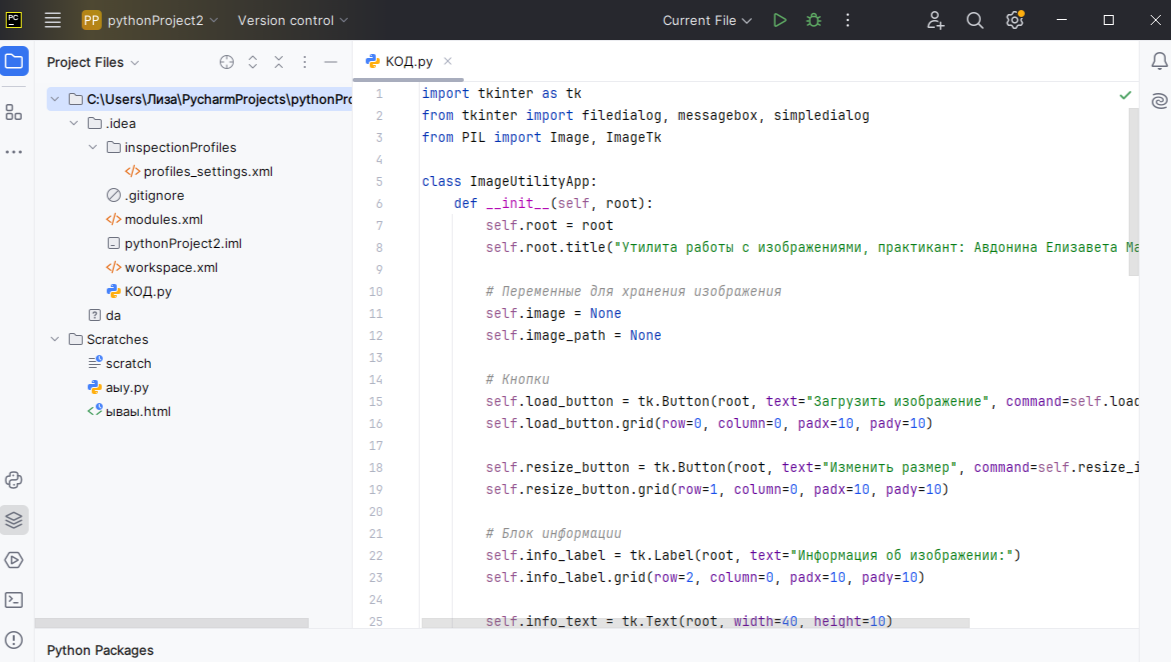 PC
PP pythonProject2 Version control Current File
Project Files
C:\Users\Лиза\PycharmProjects\pythonPro
.idea
inspectionProfiles
profiles_settings.xml
.gitignore
modules.xml
pythonProject2.iml
workspace.xml
КОД.py
da
Scratches
scratch
аыу.py
ываы.html
КОД.py
1 import tkinter as tk
2 from tkinter import filedialog, messagebox, simpledialog
3 from PIL import Image, ImageTk
4
5 class ImageUtilityApp:
6 def __init__(self, root):
7 self.root = root
8 self.root.title("Утилита работы с изображениями, практикант: Авдонина Елизавета Ма
9
10 # Переменные для хранения изображения
11 self.image = None
12 self.image_path = None
13
14 # Кнопки
15 self.load_button = tk.Button(root, text="Загрузить изображение", command=self.load
16 self.load_button.grid(row=0, column=0, padx=10, pady=10)
17
18 self.resize_button = tk.Button(root, text="Изменить размер", command=self.resize_i
19 self.resize_button.grid(row=1, column=0, padx=10, pady=10)
20
21 # Блок информации
22 self.info_label = tk.Label(root, text="Информация об изображении:")
23 self.info_label.grid(row=2, column=0, padx=10, pady=10)
24
25 self.info_text = tk.Text(root, width=40, height=10)
Python Packages